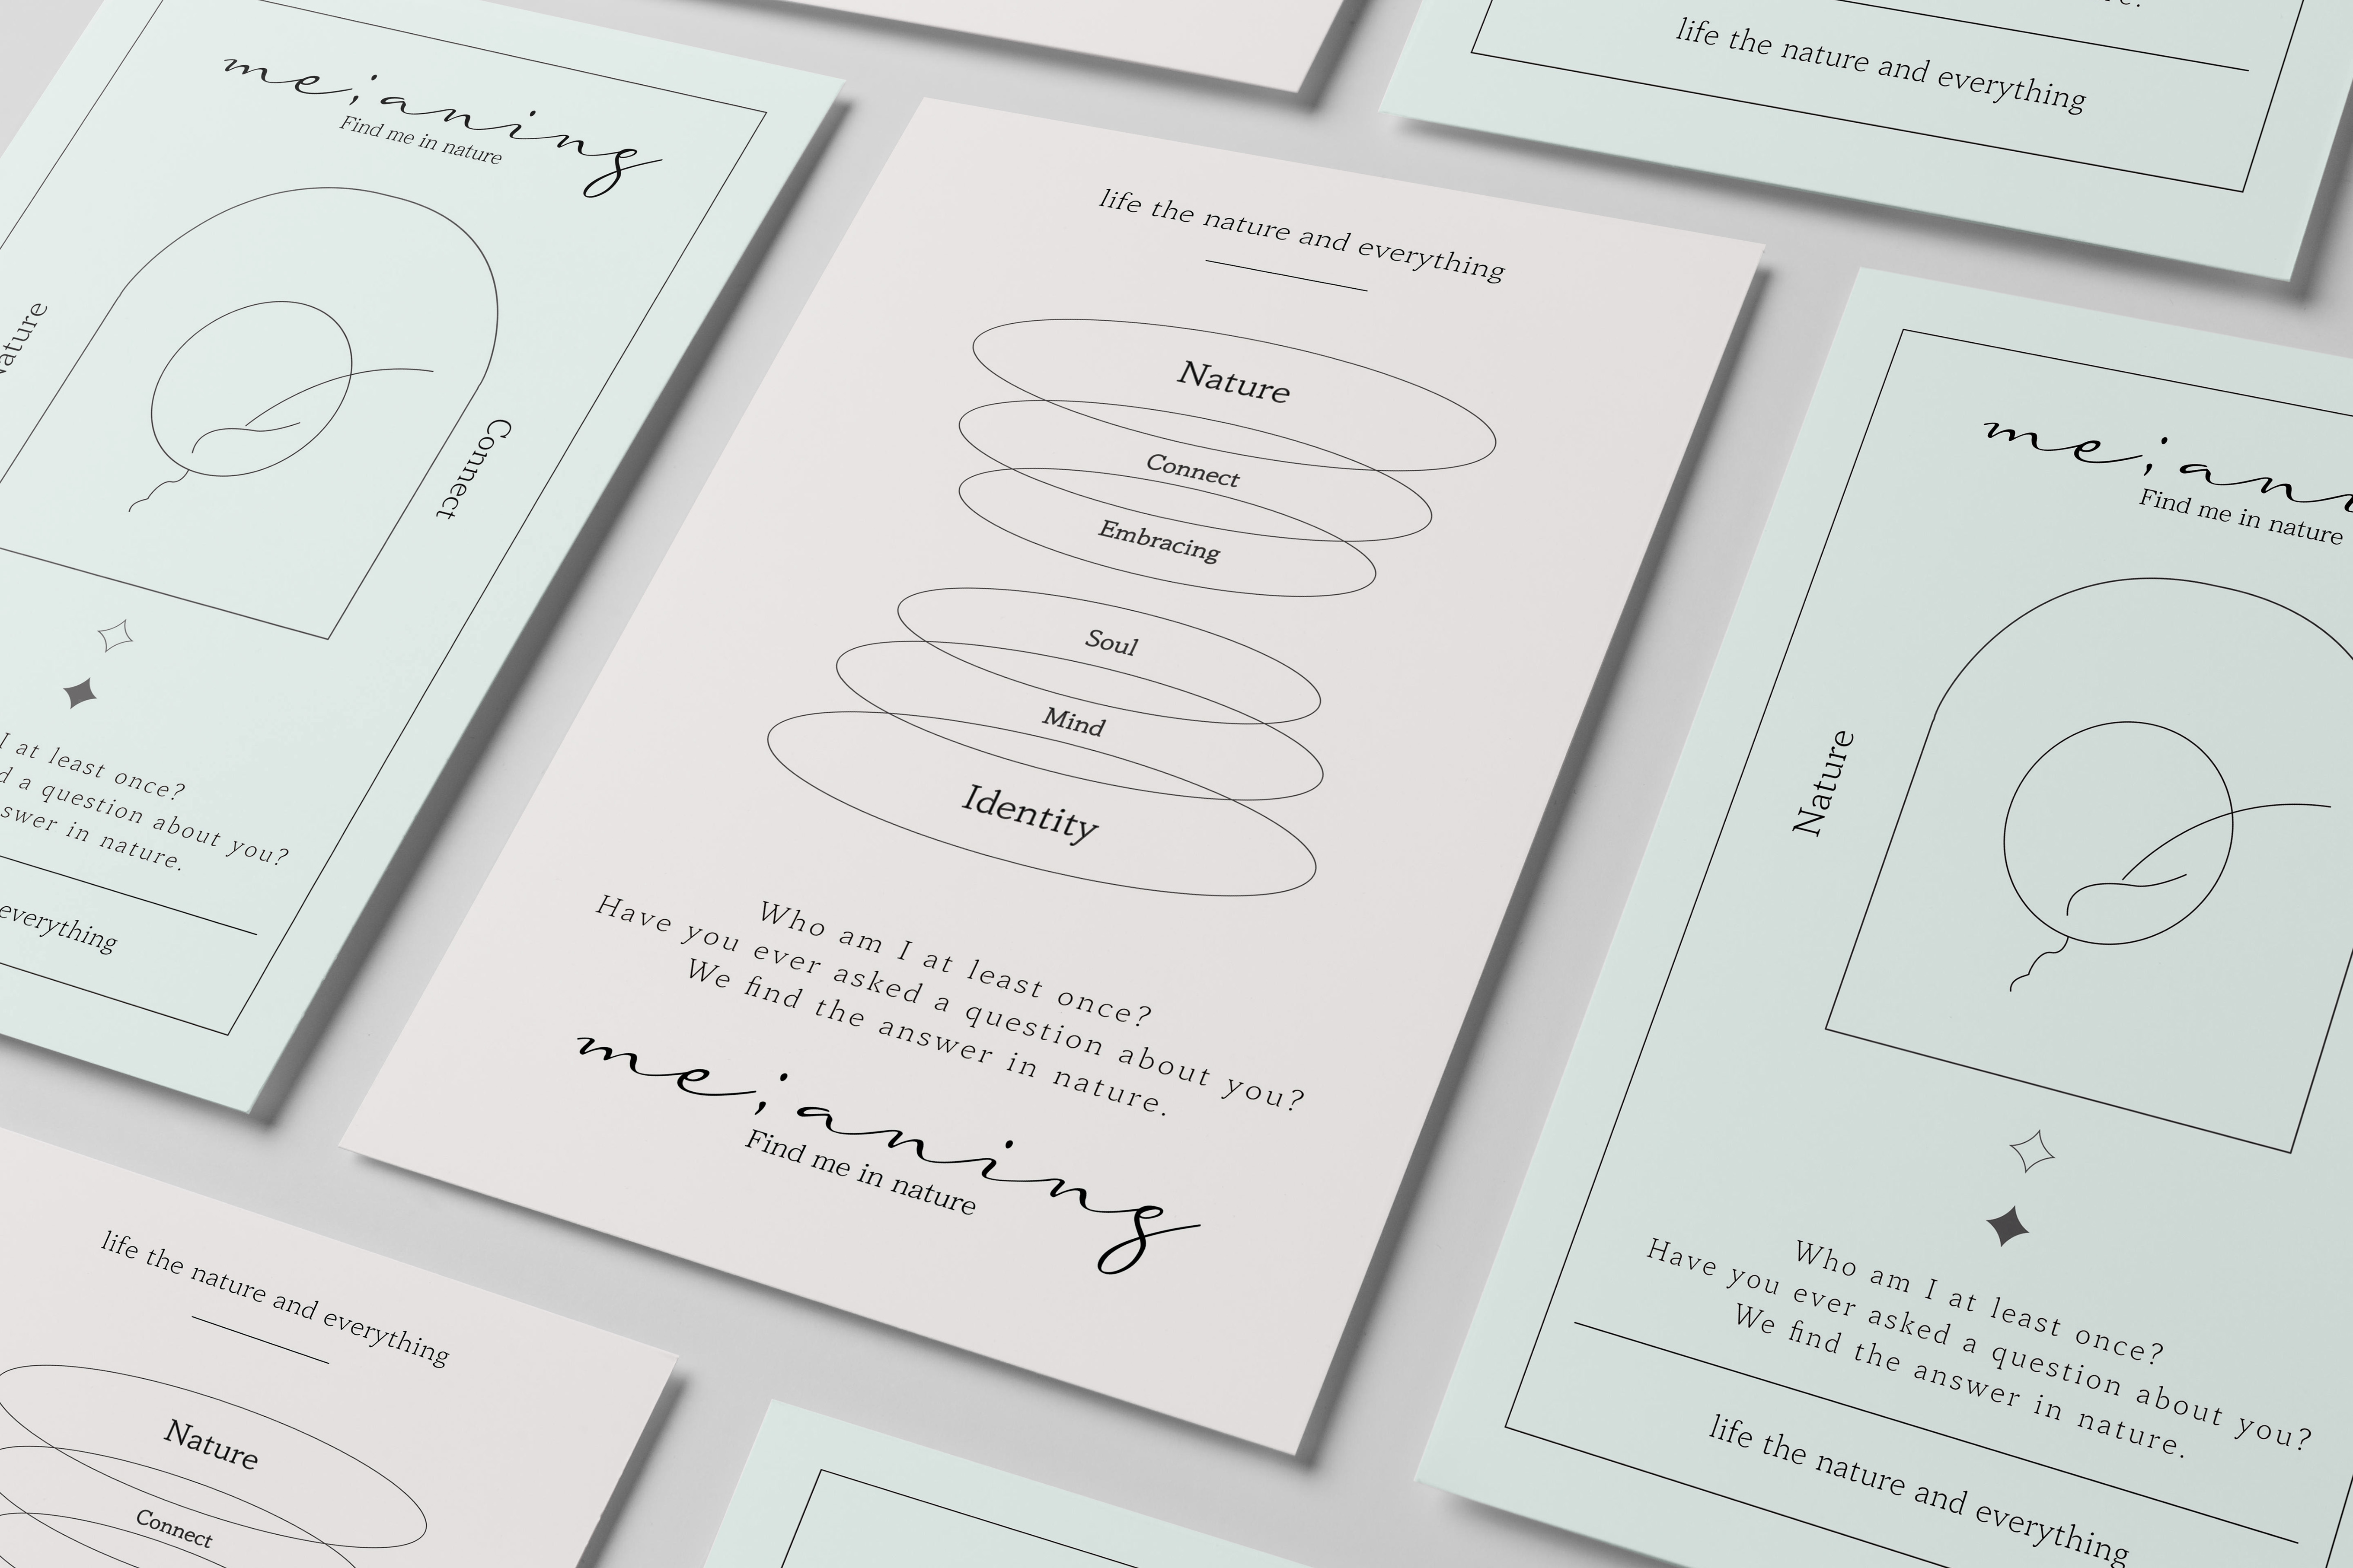 me;aning
Find me in nature
Nature
Connect
I at least once?
a question about you?
in nature.
everything
life the nature and everything
Nature
Connect
Embracing
Soul
Mind
Identity
Who am I at least once?
Have you ever asked a question about you?
We find the answer in nature.
me;aning
Find me in nature
life the nature and everything
me;an
Find me in nature
Nature
Who am I at least once?
Have you ever asked a question about you?
We find the answer in nature.
life the nature and everything
life the nature and everything
Nature
Connect